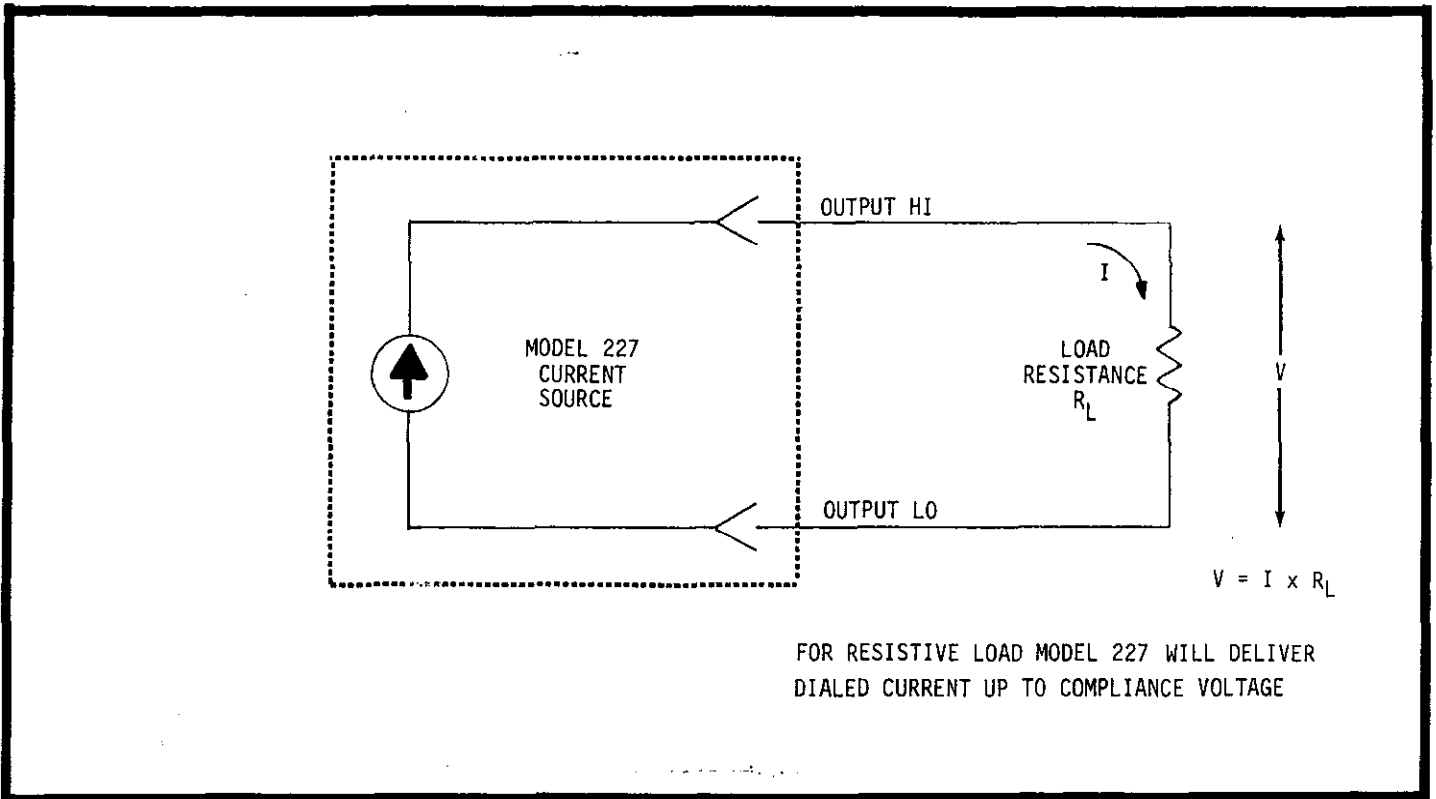 OUTPUT HI
I
MODEL 227
CURRENT
SOURCE
LOAD
RESISTANCE
RL
V
OUTPUT LO
V = I x RL
FOR RESISTIVE LOAD MODEL 227 WILL DELIVER
DIALED CURRENT UP TO COMPLIANCE VOLTAGE